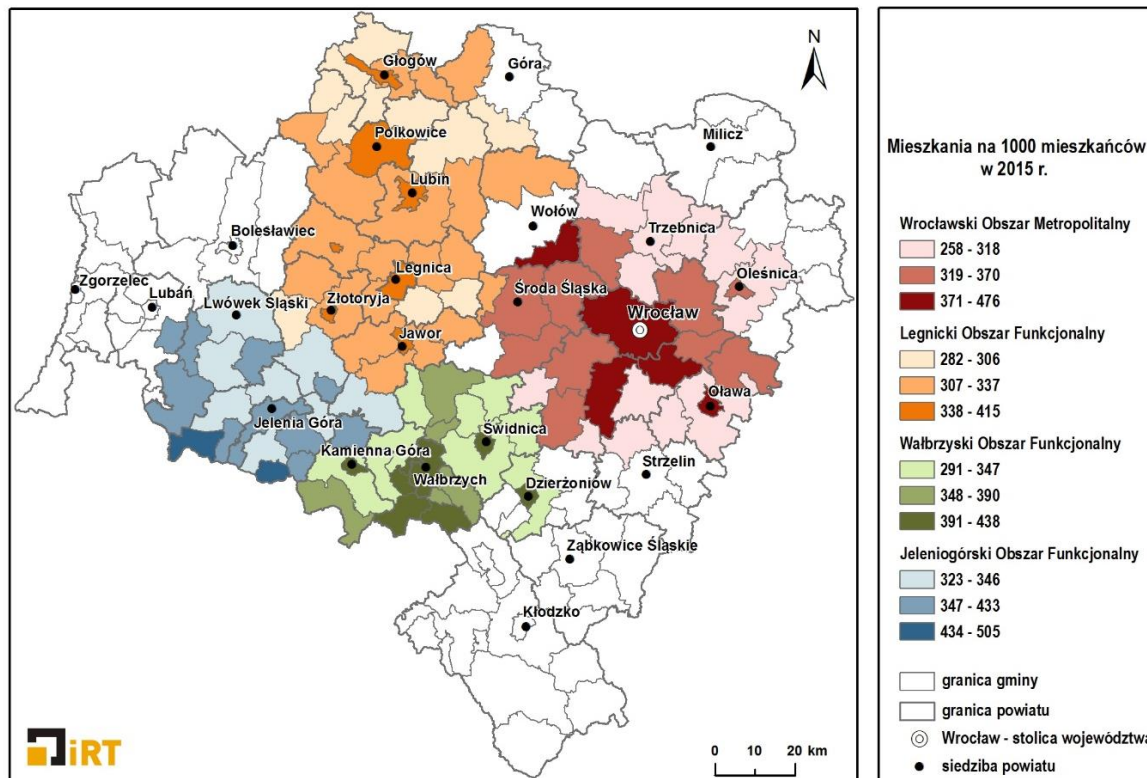 N
Głogów
Góra
Polkowice
Milicz
Lubin
Wołów
Trzebnica
Bolesławiec
Oleśnica
Legnica
Zgorzelec
Środa Śląska
Lubań
Lwówek Śląski
Złotoryja
Wrocław
Jawor
Oława
Jelenia Góra
Świdnica
Kamienna Góra
Strzelin
Wałbrzych
Dzierżoniów
Ząbkowice Śląskie
Kłodzko
iRT
0 10 20 km
Mieszkania na 1000 mieszkańców
w 2015 r.
Wrocławski Obszar Metropolitalny
258 - 318
319 - 370
371 - 476
Legnicki Obszar Funkcjonalny
282 - 306
307 - 337
338 - 415
Wałbrzyski Obszar Funkcjonalny
291 - 347
348 - 390
391 - 438
Jeleniogórski Obszar Funkcjonalny
323 - 346
347 - 433
434 - 505
granica gminy
granica powiatu
Wrocław - stolica województwa
siedziba powiatu